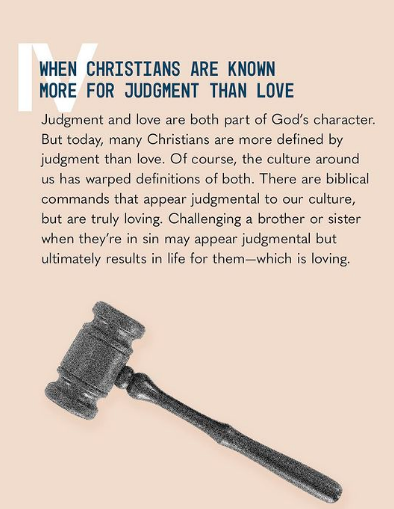 IV
WHEN CHRISTIANS ARE KNOWN
MORE FOR JUDGMENT THAN LOVE
Judgment and love are both part of God's character.
But today, many Christians are more defined by
judgment than love. Of course, the culture around
us has warped definitions of both. There are biblical
commands that appear judgmental to our culture,
but are truly loving. Challenging a brother or sister
when they're in sin may appear judgmental but
ultimately results in life for them—which is loving.